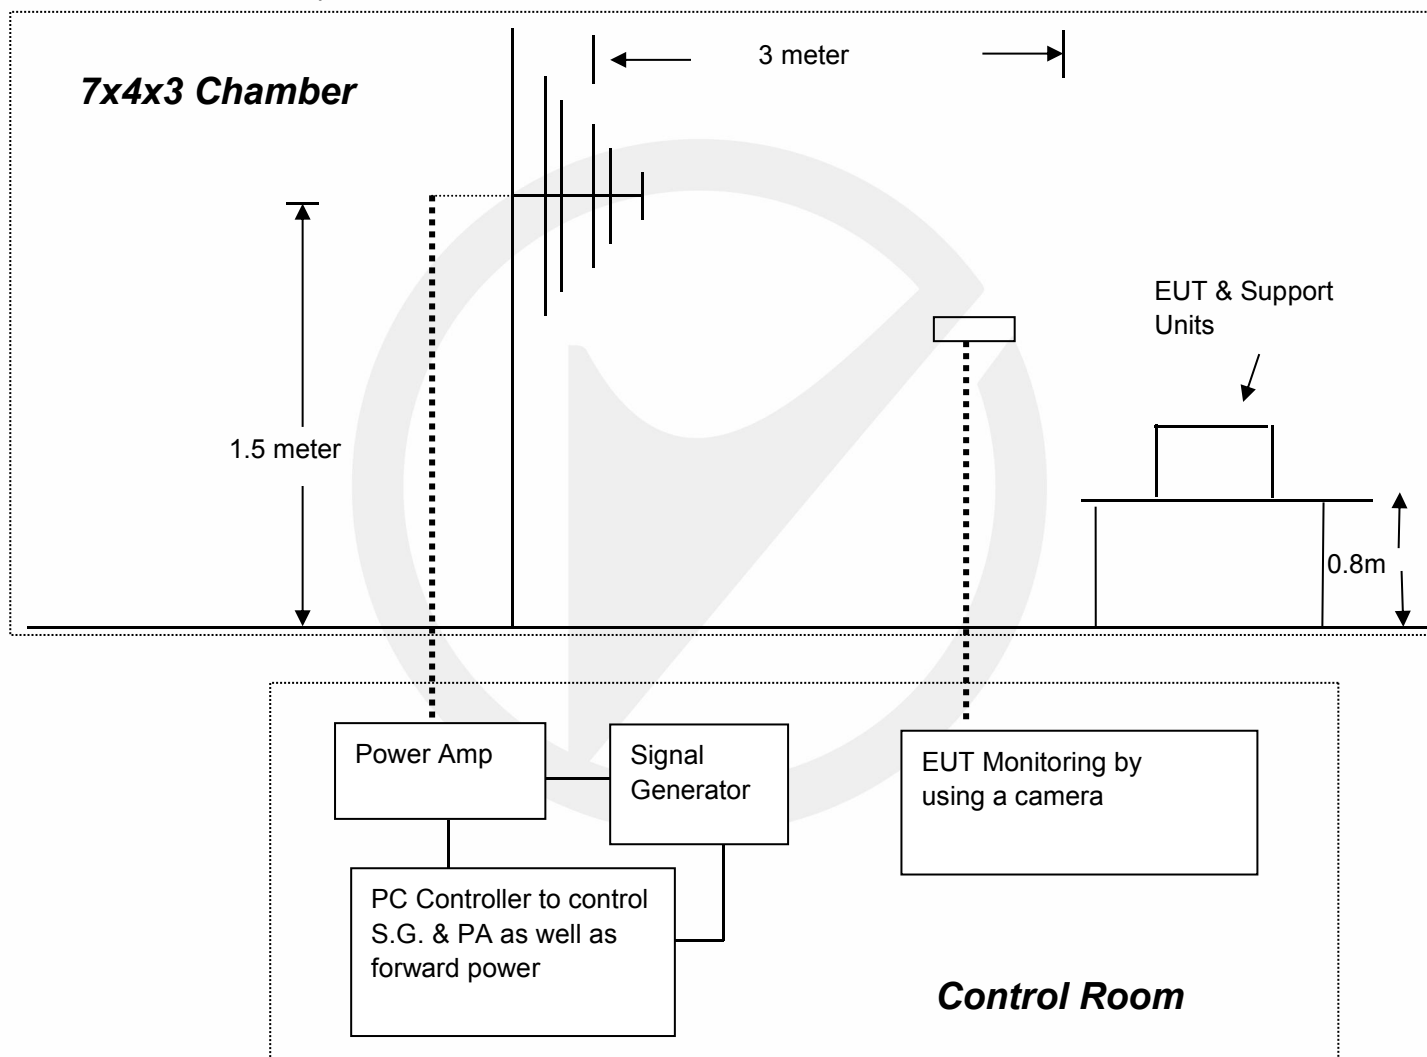 3 meter
7x4x3 Chamber
EUT & Support
Units
1.5 meter
0.8m
Power Amp
Signal
Generator
EUT Monitoring by
using a camera
PC Controller to control
S.G. & PA as well as
forward power
Control Room